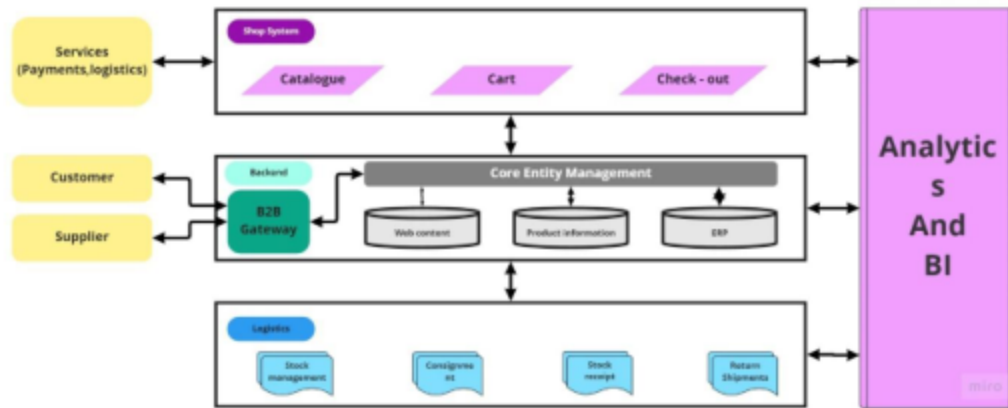 Services
(Payments,logistics)
Shop System
Catalogue
Cart
Check - out
Customer
Supplier
Backend
B2B
Gateway
Core Entity Management
Web content
Product information
ERP
Logistics
Stock
management
Consignme
nt
Stock
receipt
Return
Shipments
Analytic
s
And
BI
miro